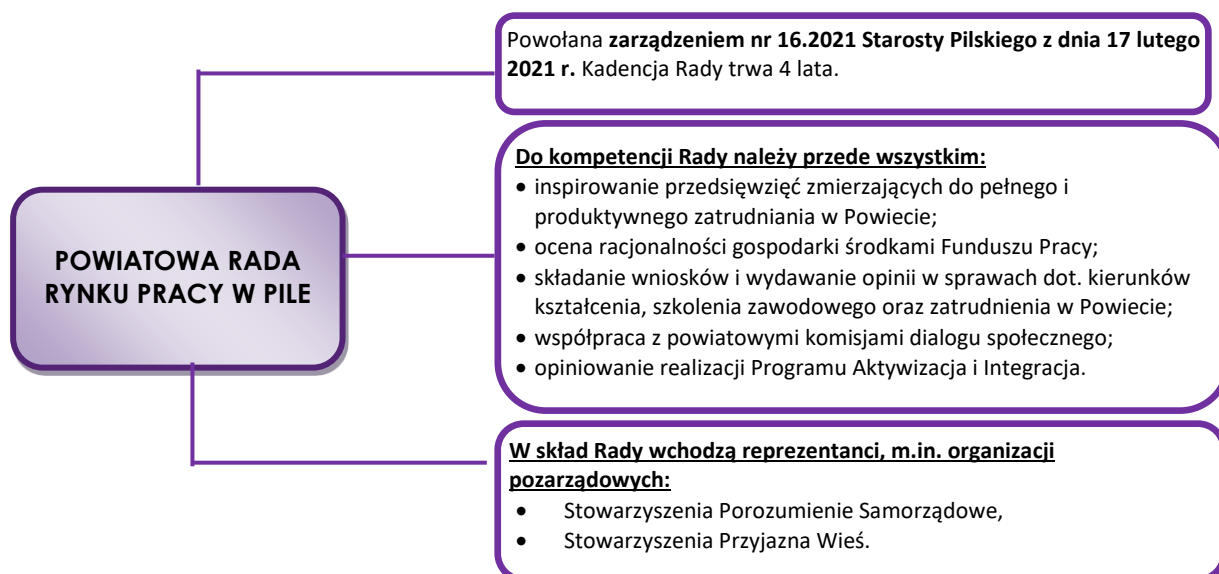 Powołana zarządzeniem nr 16.2021 Starosty Pilskiego z dnia 17 lutego
2021 r. Kadencja Rady trwa 4 lata.
POWIATOWA RADA
RYNKU PRACY W PILE
Do kompetencji Rady należy przede wszystkim:
• inspirowanie przedsięwzięć zmierzających do pełnego i
produktywnego zatrudniania w Powiecie;
• ocena racjonalności gospodarki środkami Funduszu Pracy;
• składanie wniosków i wydawanie opinii w sprawach dot. kierunków
kształcenia, szkolenia zawodowego oraz zatrudnienia w Powiecie;
• współpraca z powiatowymi komisjami dialogu społecznego;
• opiniowanie realizacji Programu Aktywizacja i Integracja.
W skład Rady wchodzą reprezentanci, m.in. organizacji
pozarządowych:
• Stowarzyszenia Porozumienie Samorządowe,
• Stowarzyszenia Przyjazna Wieś.